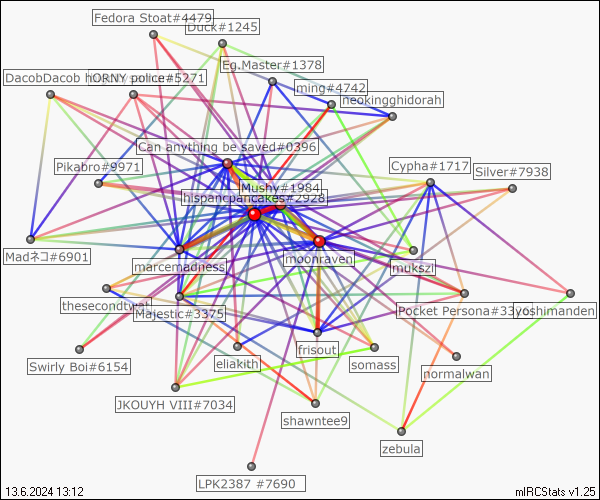 Fedora Stoat#4479
Duck#1245
Eg.Master#1378
DacobDacob
HORNY police#5271
ming#4742
neokingghidorah
Can anything be saved#0396
Pikabro#9971
Cypha#1717
Silver#7938
Mushy#1984
hispancpancakes#2928
Madネコ#6901
marcemadness
moonraven
mukszi
thesecondtwat
Majestic#3375
Pocket Persona#33
yoshimanden
Swirly Boi#6154
eliakith
frisout
somass
normalwan
JKOUYH VIII#7034
shawntee9
zebula
LPK2387 #7690
13.6.2024 13:12
mIRCStats v1.25